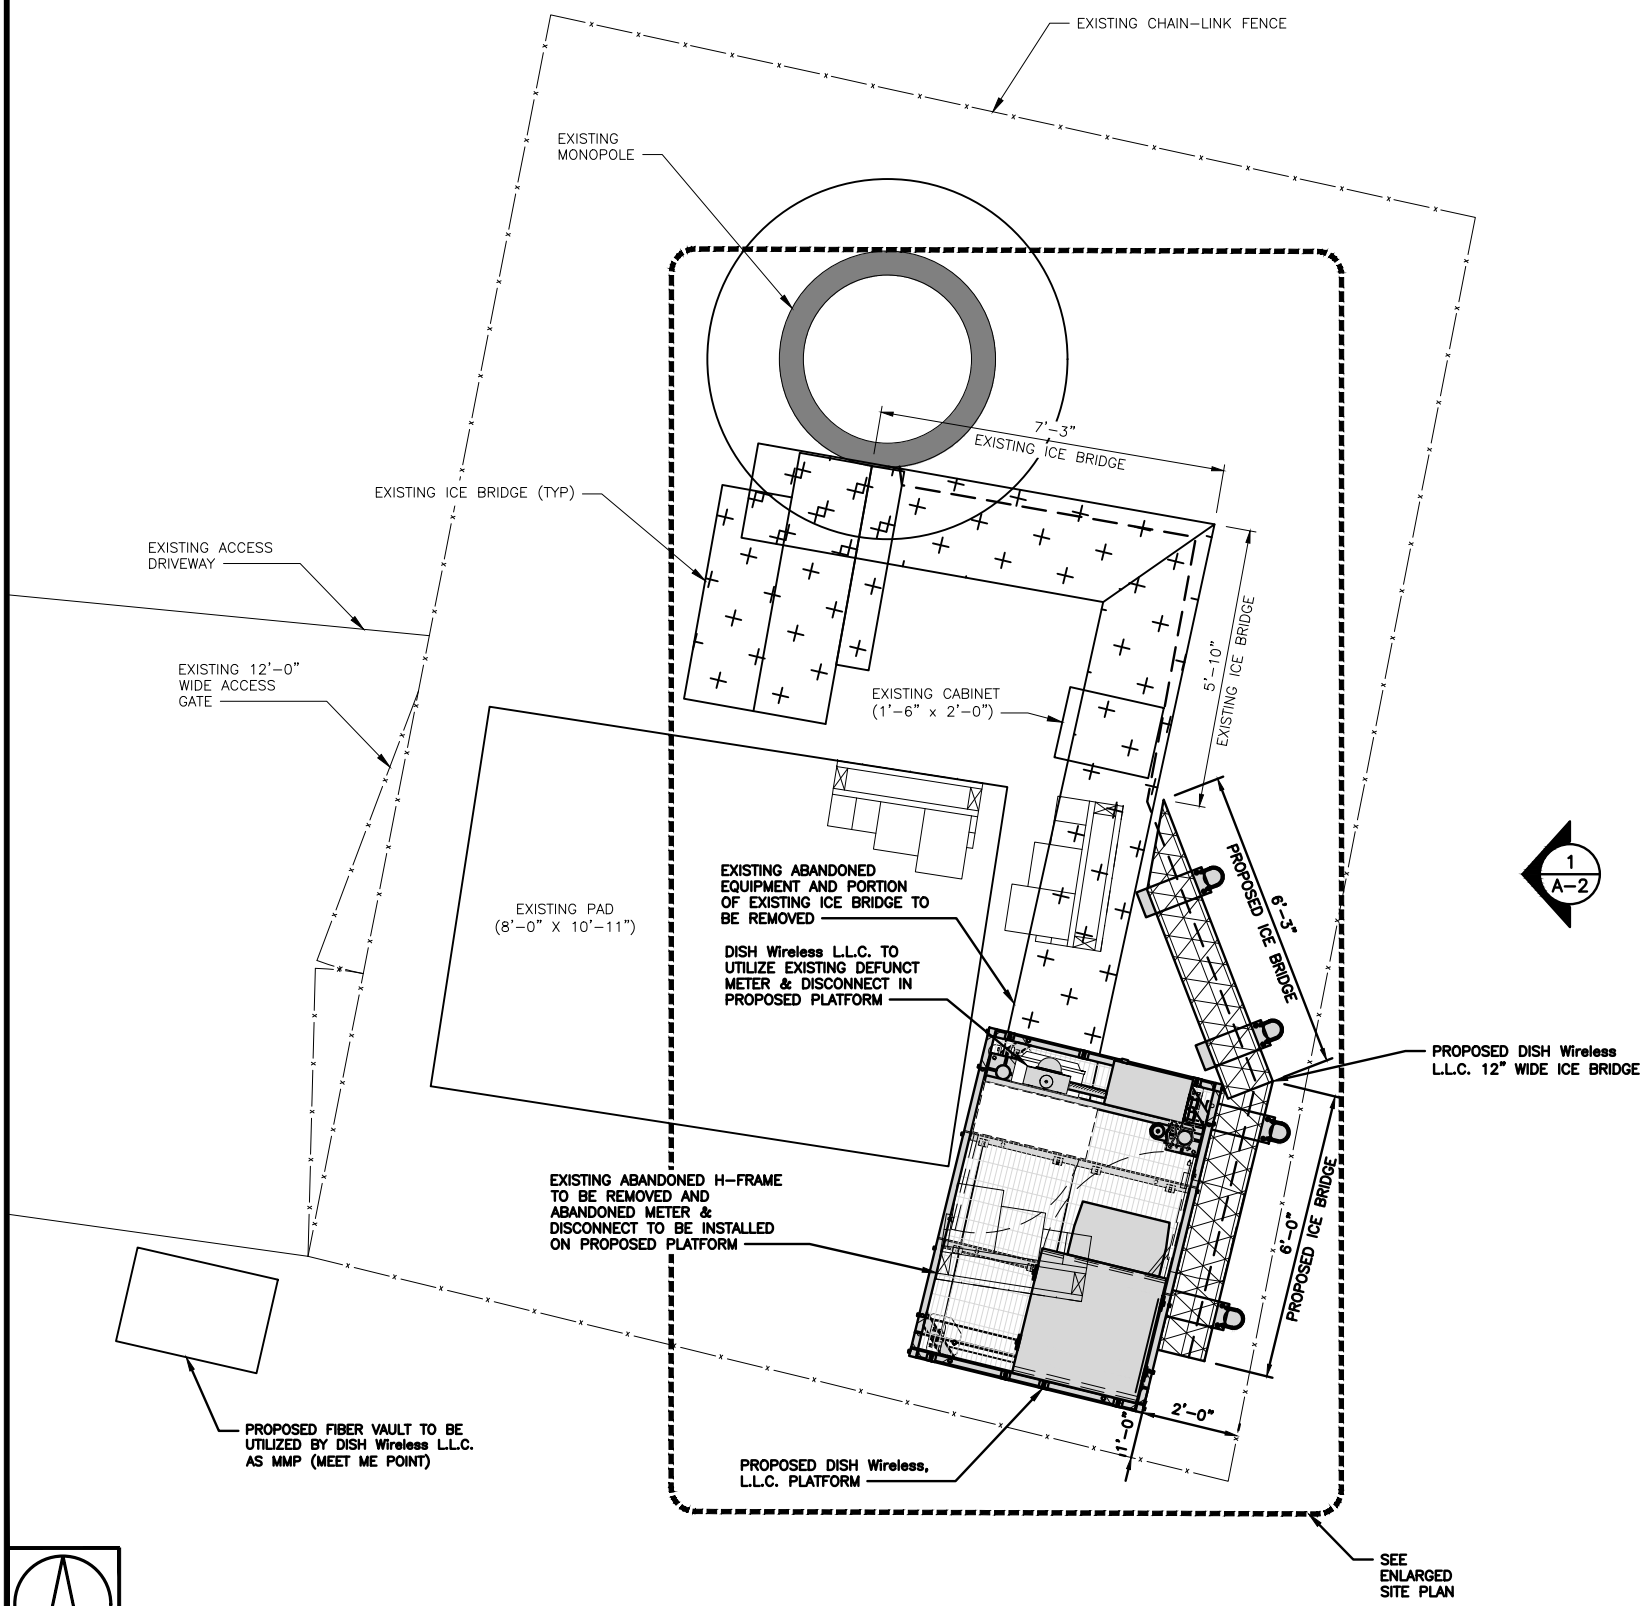 EXISTING CHAIN-LINK FENCE
EXISTING
MONOPOLE
7'-3"
EXISTING ICE BRIDGE
EXISTING ICE BRIDGE (TYP)
EXISTING ACCESS
DRIVEWAY
EXISTING 12'-0"
WIDE ACCESS
GATE
5'-10"
EXISTING ICE BRIDGE
EXISTING CABINET
(1'-6" x 2'-0")
EXISTING PAD
(8'-0" X 10'-11")
EXISTING ABANDONED
EQUIPMENT AND PORTION
OF EXISTING ICE BRIDGE TO
BE REMOVED
DISH Wireless L.L.C. TO
UTILIZE EXISTING DEFUNCT
METER & DISCONNECT IN
PROPOSED PLATFORM
6'-3"
PROPOSED ICE BRIDGE
1
A-2
PROPOSED DISH Wireless
L.L.C. 12" WIDE ICE BRIDGE
EXISTING ABANDONED H-FRAME
TO BE REMOVED AND
ABANDONED METER &
DISCONNECT TO BE INSTALLED
ON PROPOSED PLATFORM
6'-0"
PROPOSED ICE BRIDGE
2'-0"
1'-0"
PROPOSED FIBER VAULT TO BE
UTILIZED BY DISH Wireless L.L.C.
AS MMP (MEET ME POINT)
PROPOSED DISH Wireless,
L.L.C. PLATFORM
SEE
ENLARGED
SITE PLAN